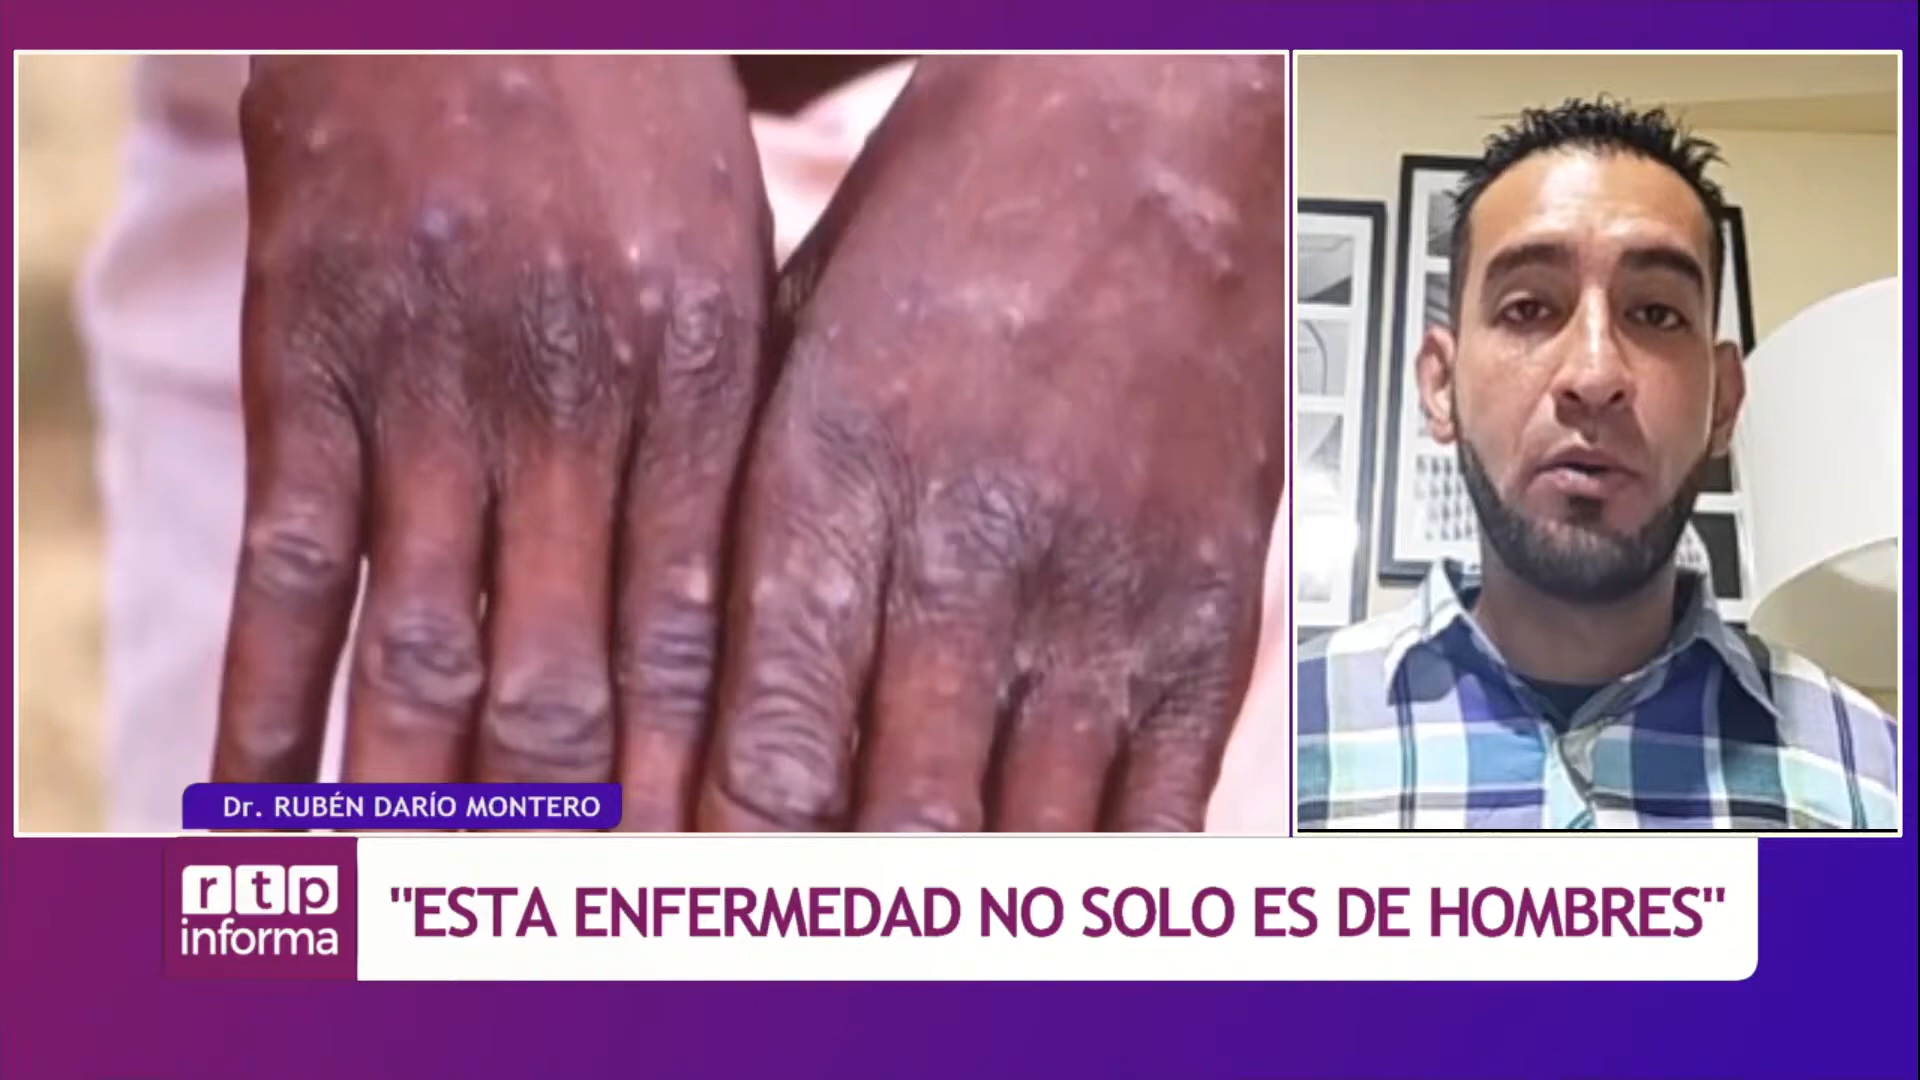 Dr. RUBÉN DARÍO MONTERO
rtp
informa
"ESTA ENFERMEDAD NO SOLO ES DE HOMBRES"